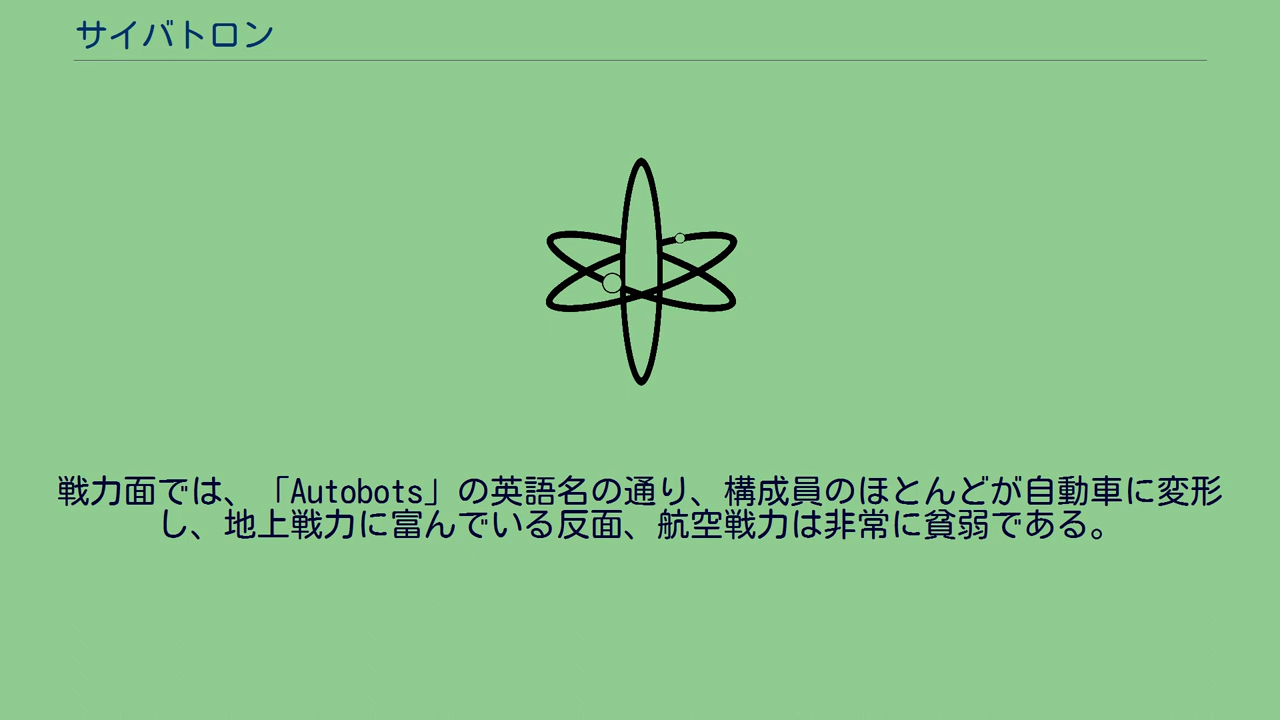 サイバトロン
戦力面では、「Autobots」の英語名の通り、構成員のほとんどが自動車に変形
し、地上戦力に富んでいる反面、航空戦力は非常に貧弱である。